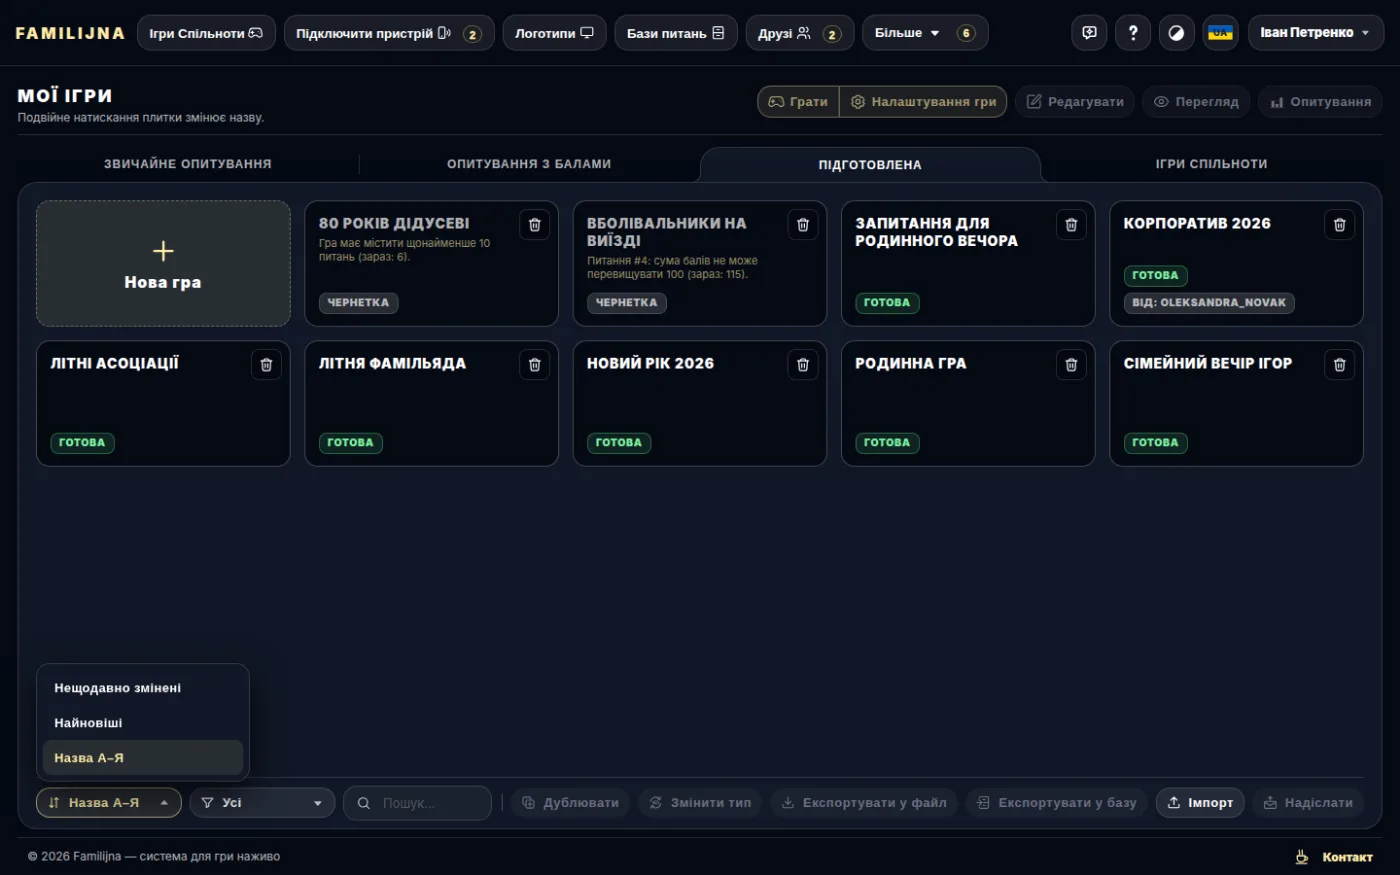 FAMILIJNA
Ігри Спільноти
Підключити пристрій 2
Логотипи
Бази питань
Друзі 2
Більше 6
?
UA
Іван Петренко
МОЇ ІГРИ
Подвійне натискання плитки змінює назву.
Грати
Налаштування гри
Редагувати
Перегляд
Опитування
ЗВИЧАЙНЕ ОПИТУВАННЯ
ОПИТУВАННЯ З БАЛАМИ
ПІДГОТОВЛЕНА
ІГРИ СПІЛЬНОТИ
Нова гра
80 РОКІВ ДІДУСЕВІ
Гра має містити щонайменше 10
питань (зараз: 6).
ЧЕРНЕТКА
ВБОЛІВАЛЬНИКИ НА
ВИЇЗДІ
Питання #4: сума балів не може
перевищувати 100 (зараз: 115).
ЧЕРНЕТКА
ЗАПИТАННЯ ДЛЯ
РОДИННОГО ВЕЧОРА
ГОТОВА
КОРПОРАТИВ 2026
ГОТОВА
ВІД: OLEKSANDRA_NOVAK
ЛІТНІ АСОЦІАЦІЇ
ГОТОВА
ЛІТНЯ ФАМІЛЬЯДА
ГОТОВА
НОВИЙ РІК 2026
ГОТОВА
РОДИННА ГРА
ГОТОВА
СІМЕЙНИЙ ВЕЧІР ІГОР
ГОТОВА
Нещодавно змінені
Найновіші
Назва А–Я
Назва А–Я
Усі
Пошук...
Дублювати
Змінити тип
Експортувати у файл
Експортувати у базу
Імпорт
Надіслати
© 2026 Familijna — система для гри наживо
Контакт